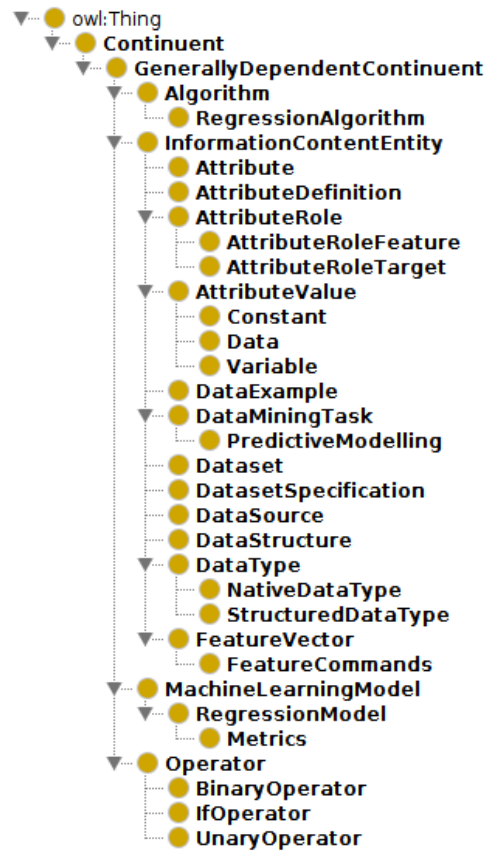 owl:Thing
Continuent
GenerallyDependentContinuent
Algorithm
RegressionAlgorithm
InformationContentEntity
Attribute
AttributeDefinition
AttributeRole
AttributeRoleFeature
AttributeRoleTarget
AttributeValue
Constant
Data
Variable
DataExample
DataMiningTask
PredictiveModelling
Dataset
DatasetSpecification
DataSource
DataStructure
DataType
NativeDataType
StructuredDataType
FeatureVector
FeatureCommands
MachineLearningModel
RegressionModel
Metrics
Operator
BinaryOperator
IfOperator
UnaryOperator